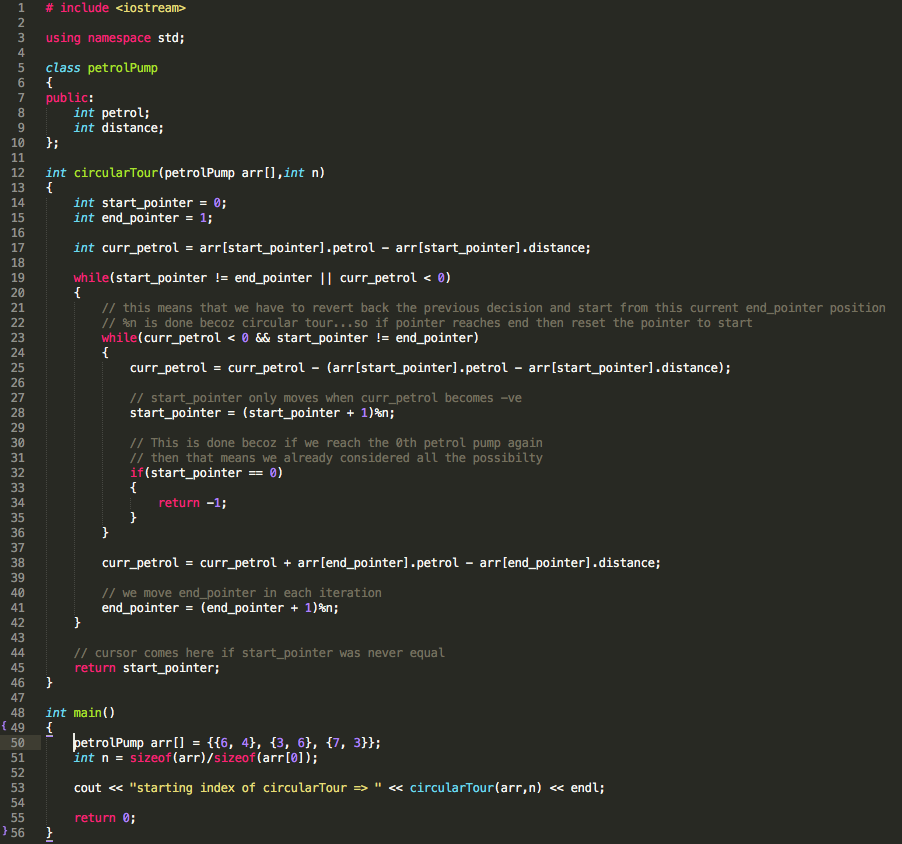 1 # include <iostream>
2
3 using namespace std;
4
5 class petrolPump
6 {
7 public:
8     int petrol;
9     int distance;
10 };
11
12 int circularTour(petrolPump arr[],int n)
13 {
14     int start_pointer = 0;
15     int end_pointer = 1;
16
17     int curr_petrol = arr[start_pointer].petrol - arr[start_pointer].distance;
18
19     while(start_pointer != end_pointer || curr_petrol < 0)
20     {
21         // this means that we have to revert back the previous decision and start from this current end_pointer position
22         // %n is done becoz circular tour...so if pointer reaches end then reset the pointer to start
23         while(curr_petrol < 0 && start_pointer != end_pointer)
24         {
25             curr_petrol = curr_petrol - (arr[start_pointer].petrol - arr[start_pointer].distance);
26
27             // start_pointer only moves when curr_petrol becomes -ve
28             start_pointer = (start_pointer + 1)%n;
29
30             // This is done becoz if we reach the 0th petrol pump again
31             // then that means we already considered all the possibilty
32             if(start_pointer == 0)
33             {
34                 return -1;
35             }
36         }
37
38         curr_petrol = curr_petrol + arr[end_pointer].petrol - arr[end_pointer].distance;
39
40         // we move end_pointer in each iteration
41         end_pointer = (end_pointer + 1)%n;
42     }
43
44     // cursor comes here if start_pointer was never equal
45     return start_pointer;
46 }
47
48 int main()
{ 49 {
50     petrolPump arr[] = {{6, 4}, {3, 6}, {7, 3}};
51     int n = sizeof(arr)/sizeof(arr[0]);
52
53     cout << "starting index of circularTour => " << circularTour(arr,n) << endl;
54
55     return 0;
} 56 }